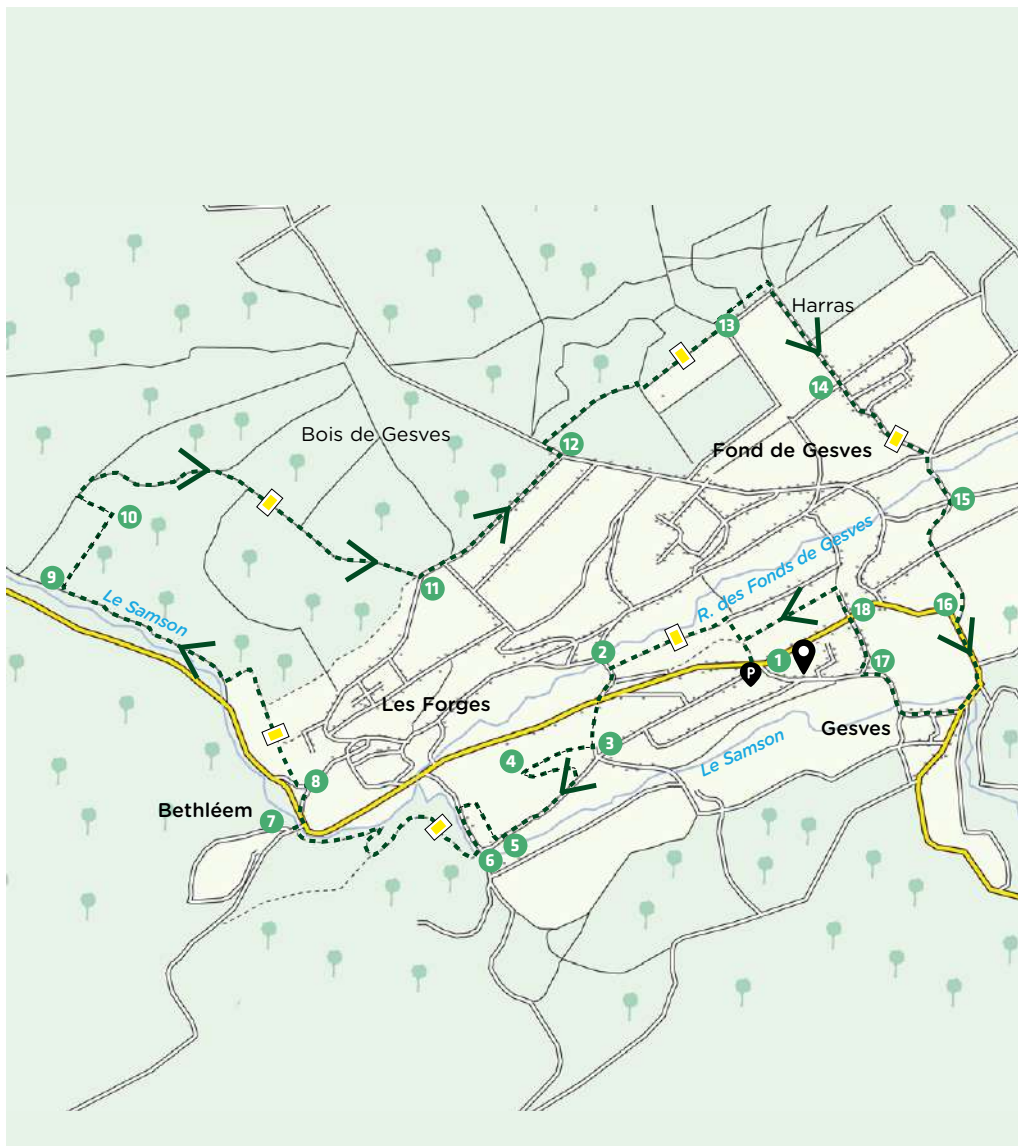 Harras
13
14
Bois de Gesves
12
Fond de Gesves
15
10
11
9
Le Samson
R. des Fonds de Gesves
18
16
2
1
P
17
Les Forges
3
Gesves
4
Le Samson
8
Bethléem
7
5
6